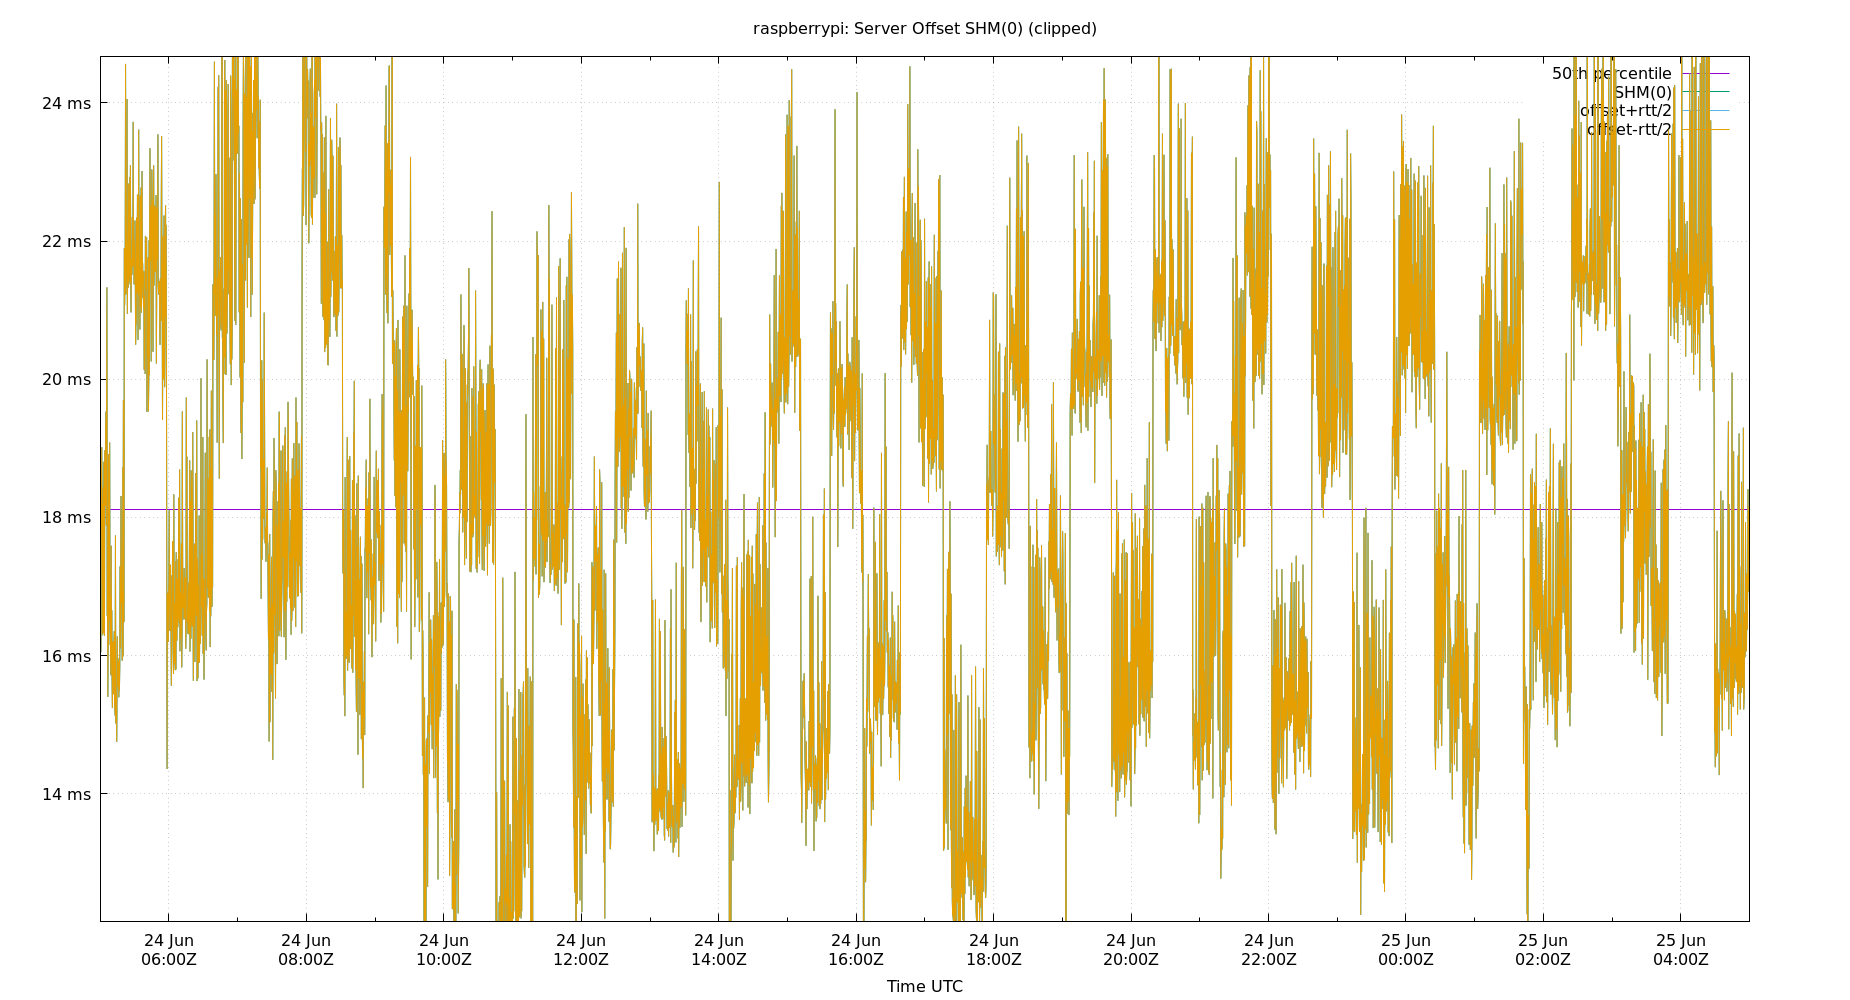 raspberrypi: Server Offset SHM(0) (clipped)
50th percentile
SHM(0)
offset+rtt/2
offset-rtt/2
24 ms
22 ms
20 ms
18 ms
16 ms
14 ms
24 Jun 24 Jun 24 Jun 24 Jun 24 Jun 24 Jun 24 Jun 24 Jun 24 Jun 25 Jun 25 Jun 25 Jun
06:00Z 08:00Z 10:00Z 12:00Z 14:00Z 16:00Z 18:00Z 20:00Z 22:00Z 00:00Z 02:00Z 04:00Z
Time UTC